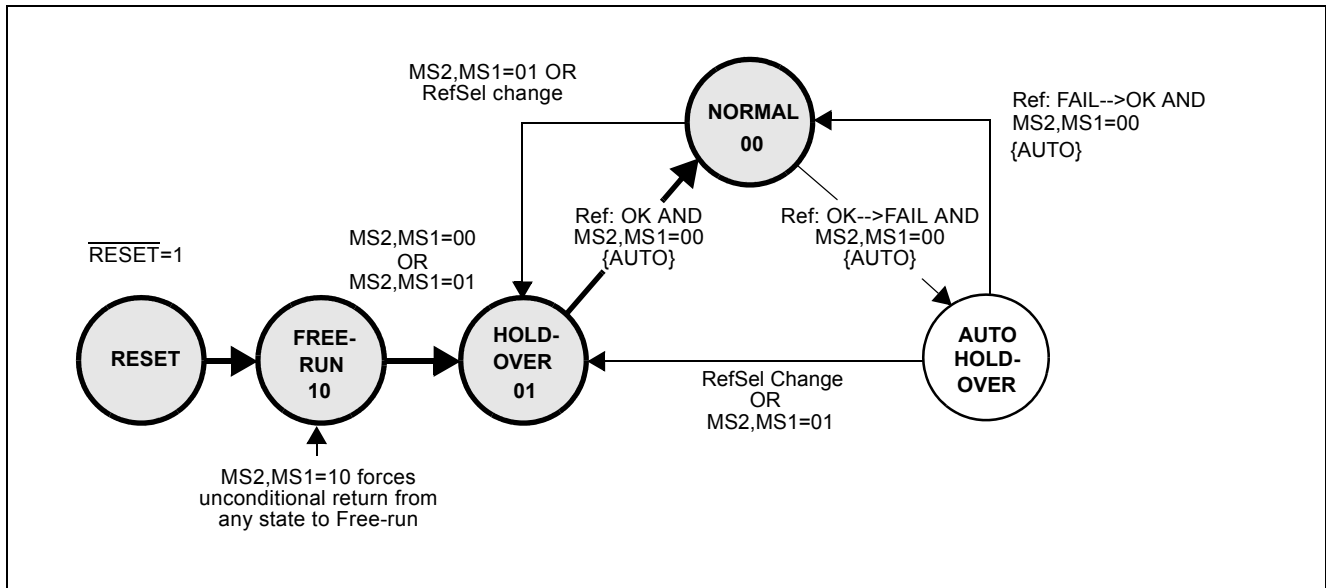 MS2,MS1=01 OR
RefSel change
NORMAL
00
Ref: FAIL-->OK AND
MS2,MS1=00
{AUTO}
Ref: OK AND
MS2,MS1=00
{AUTO}
Ref: OK-->FAIL AND
MS2,MS1=00
{AUTO}
RESET=1
MS2,MS1=00
OR
MS2,MS1=01
RESET
FREE-
RUN
10
HOLD-
OVER
01
AUTO
HOLD-
OVER
RefSel Change
OR
MS2,MS1=01
MS2,MS1=10 forces
unconditional return from
any state to Free-run